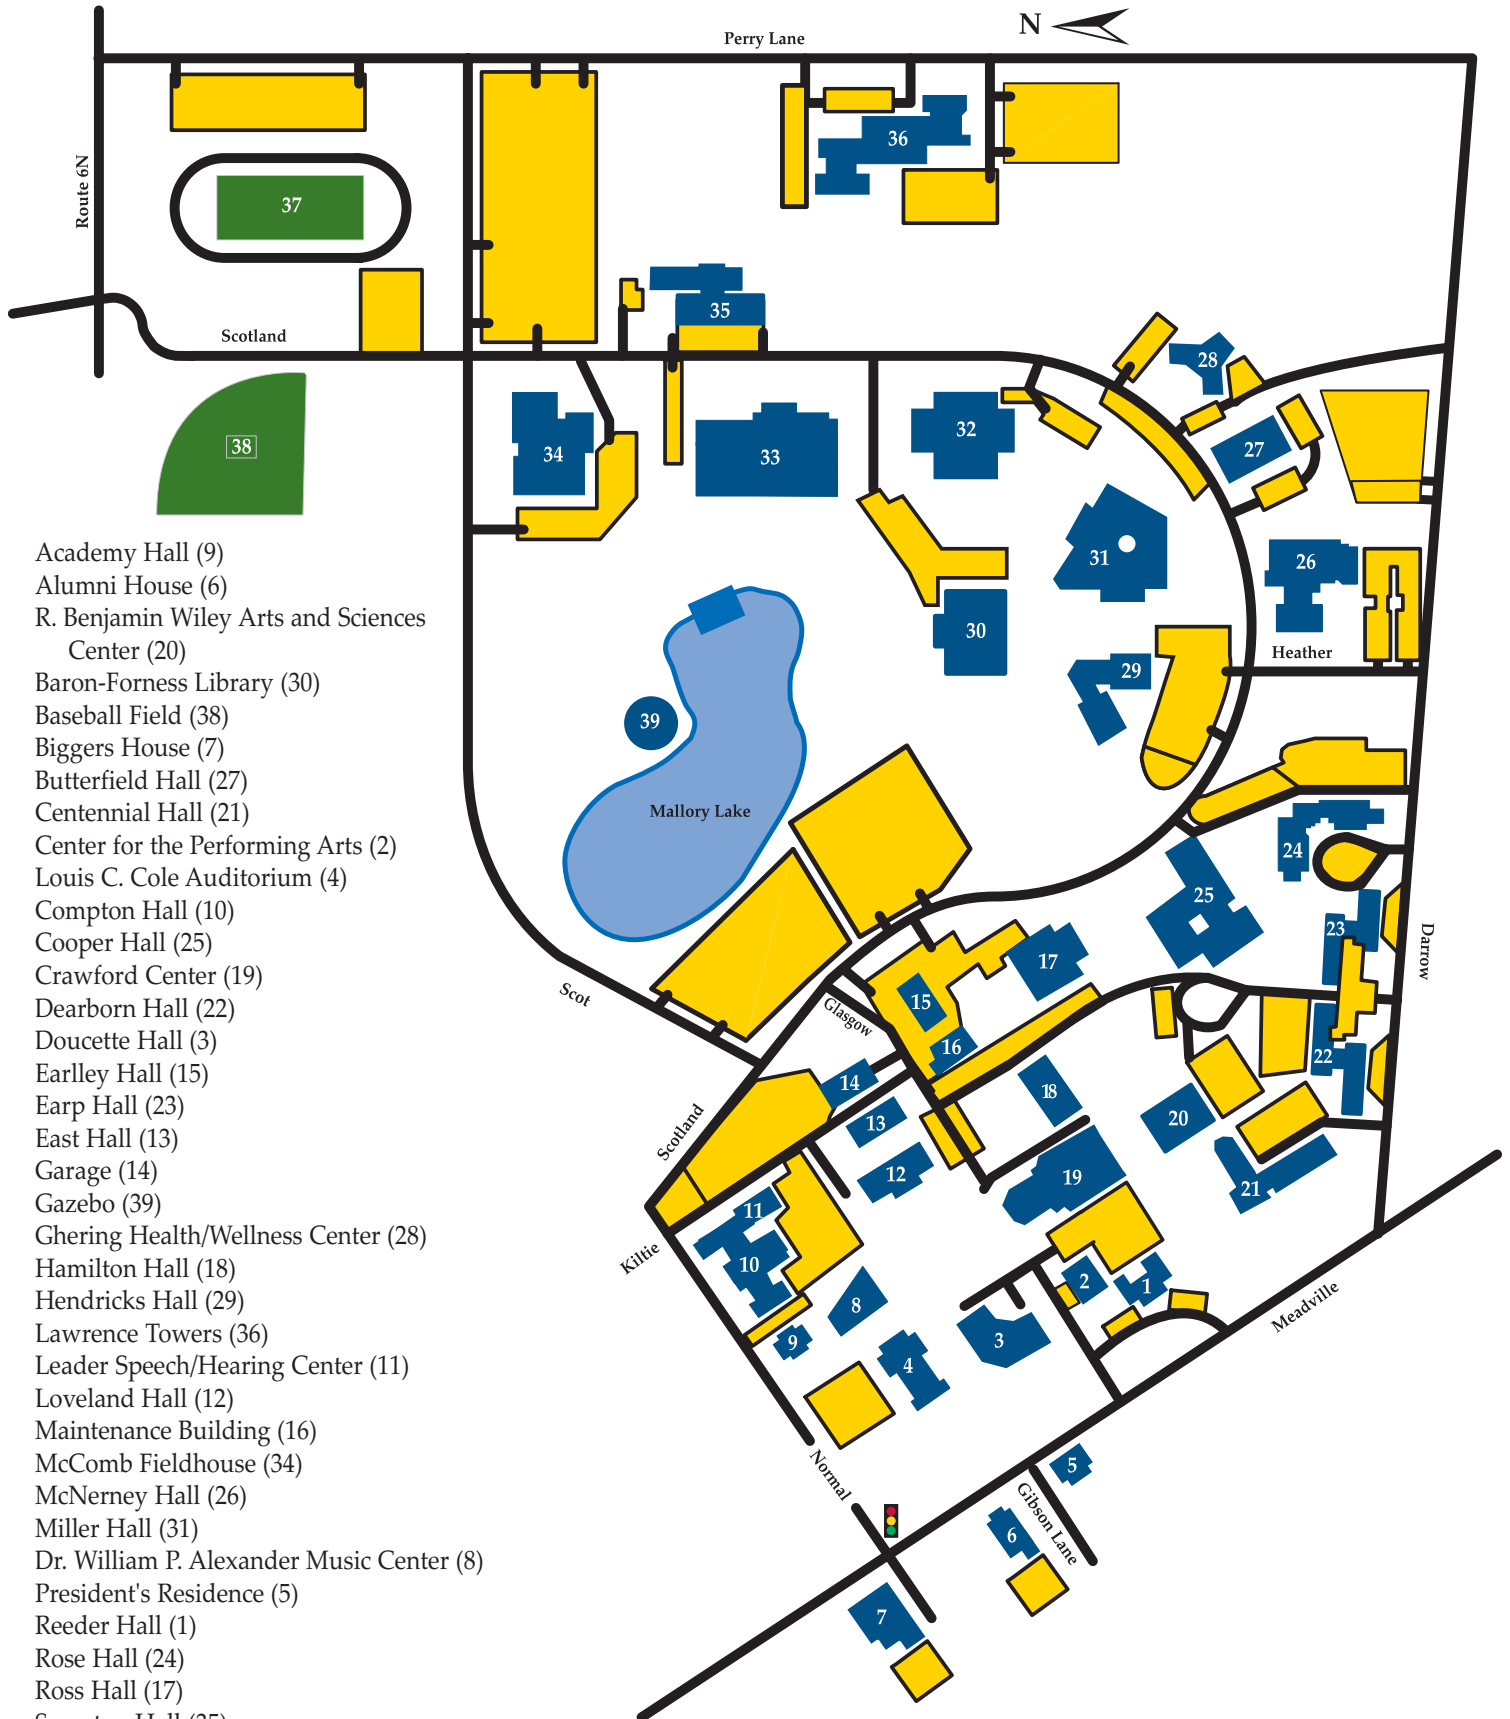 N
Perry Lane
Route 6N
36
37
35
Scotland
28
38
34
33
32
27
31
26
Academy Hall (9)
Alumni House (6)
R. Benjamin Wiley Arts and Sciences
Center (20)
Baron-Forness Library (30)
Baseball Field (38)
Biggers House (7)
Butterfield Hall (27)
Centennial Hall (21)
Center for the Performing Arts (2)
Louis C. Cole Auditorium (4)
Compton Hall (10)
Cooper Hall (25)
Crawford Center (19)
Dearborn Hall (22)
Doucette Hall (3)
Earlley Hall (15)
Earp Hall (23)
East Hall (13)
Garage (14)
Gazebo (39)
Ghering Health/Wellness Center (28)
Hamilton Hall (18)
Hendricks Hall (29)
Lawrence Towers (36)
Leader Speech/Hearing Center (11)
Loveland Hall (12)
Maintenance Building (16)
McComb Fieldhouse (34)
McNerney Hall (26)
Miller Hall (31)
Dr. William P. Alexander Music Center (8)
President's Residence (5)
Reeder Hall (1)
Rose Hall (24)
Ross Hall (17)
30
Heather
29
39
Mallory Lake
24
25
23
Darrow
17
Scot
15
Glasgow
16
22
14
18
13
20
Scotland
12
19
21
11
Kiltie
10
2
1
8
Meadville
9
3
4
Normal
5
Gibson Lane
6
7